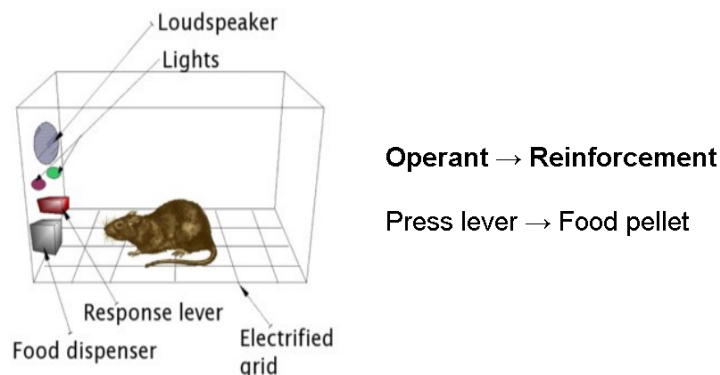 Loudspeaker
Lights
Operant → Reinforcement
Press lever → Food pellet
Response lever
Food dispenser
Electrified
grid